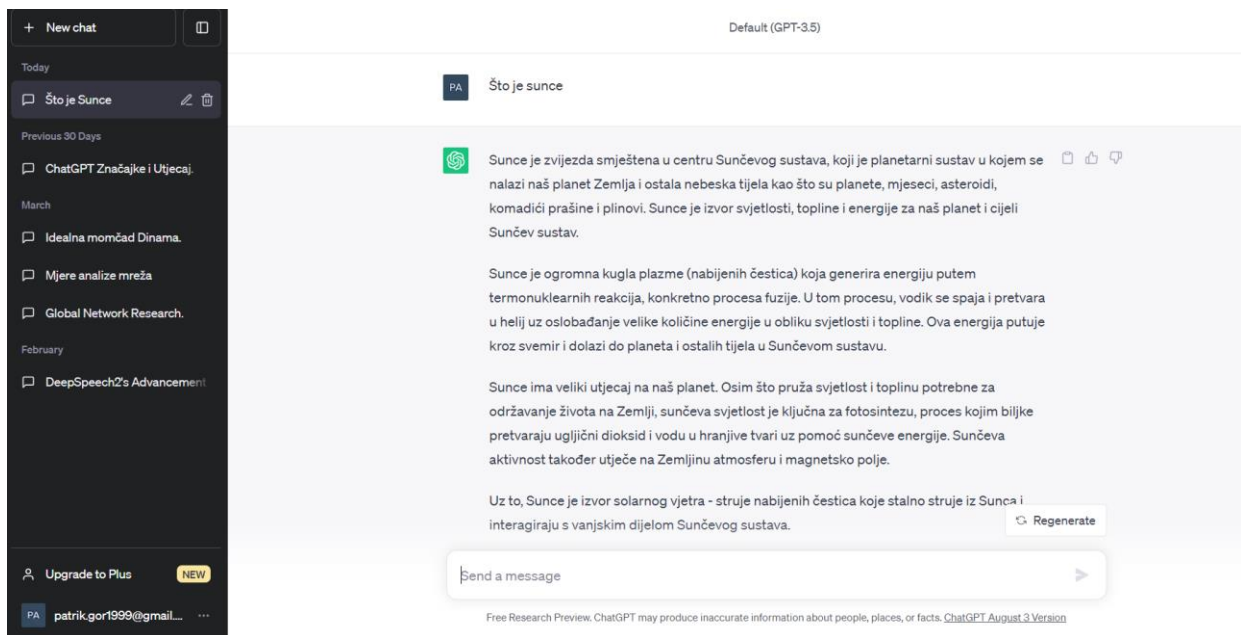 + New chat
Today
Što je Sunce
Previous 30 Days
ChatGPT Značajke i Utjecaj.
March
Idealna momčad Dinama.
Mjere analize mreža
Global Network Research.
February
DeepSpeech2's Advancement
Upgrade to Plus NEW
PA patrik.gor1999@gmail.... ...
Default (GPT-3.5)
PA Što je sunce
Sunce je zvijezda smještena u centru Sunčevog sustava, koji je planetarni sustav u kojem se
nalazi naš planet Zemlja i ostala nebeska tijela kao što su planete, mjeseci, asteroidi,
komadići prašine i plinovi. Sunce je izvor svjetlosti, topline i energije za naš planet i cijeli
Sunčev sustav.
Sunce je ogromna kugla plazme (nabijenih čestica) koja generira energiju putem
termonuklearnih reakcija, konkretno procesa fuzije. U tom procesu, vodik se spaja i pretvara
u helij uz oslobađanje velike količine energije u obliku svjetlosti i topline. Ova energija putuje
kroz svemir i dolazi do planeta i ostalih tijela u Sunčevom sustavu.
Sunce ima veliki utjecaj na naš planet. Osim što pruža svjetlost i toplinu potrebne za
održavanje života na Zemlji, sunčeva svjetlost je ključna za fotosintezu, proces kojim biljke
pretvaraju ugljični dioksid i vodu u hranjive tvari uz pomoć sunčeve energije. Sunčeva
aktivnost također utječe na Zemljinu atmosferu i magnetsko polje.
Uz to, Sunce je izvor solarnog vjetra - struje nabijenih čestica koje stalno struje iz Sunca i
interagiraju s vanjskim dijelom Sunčevog sustava.
Regenerate
Send a message
Free Research Preview. ChatGPT may produce inaccurate information about people, places, or facts. ChatGPT August 3 Version